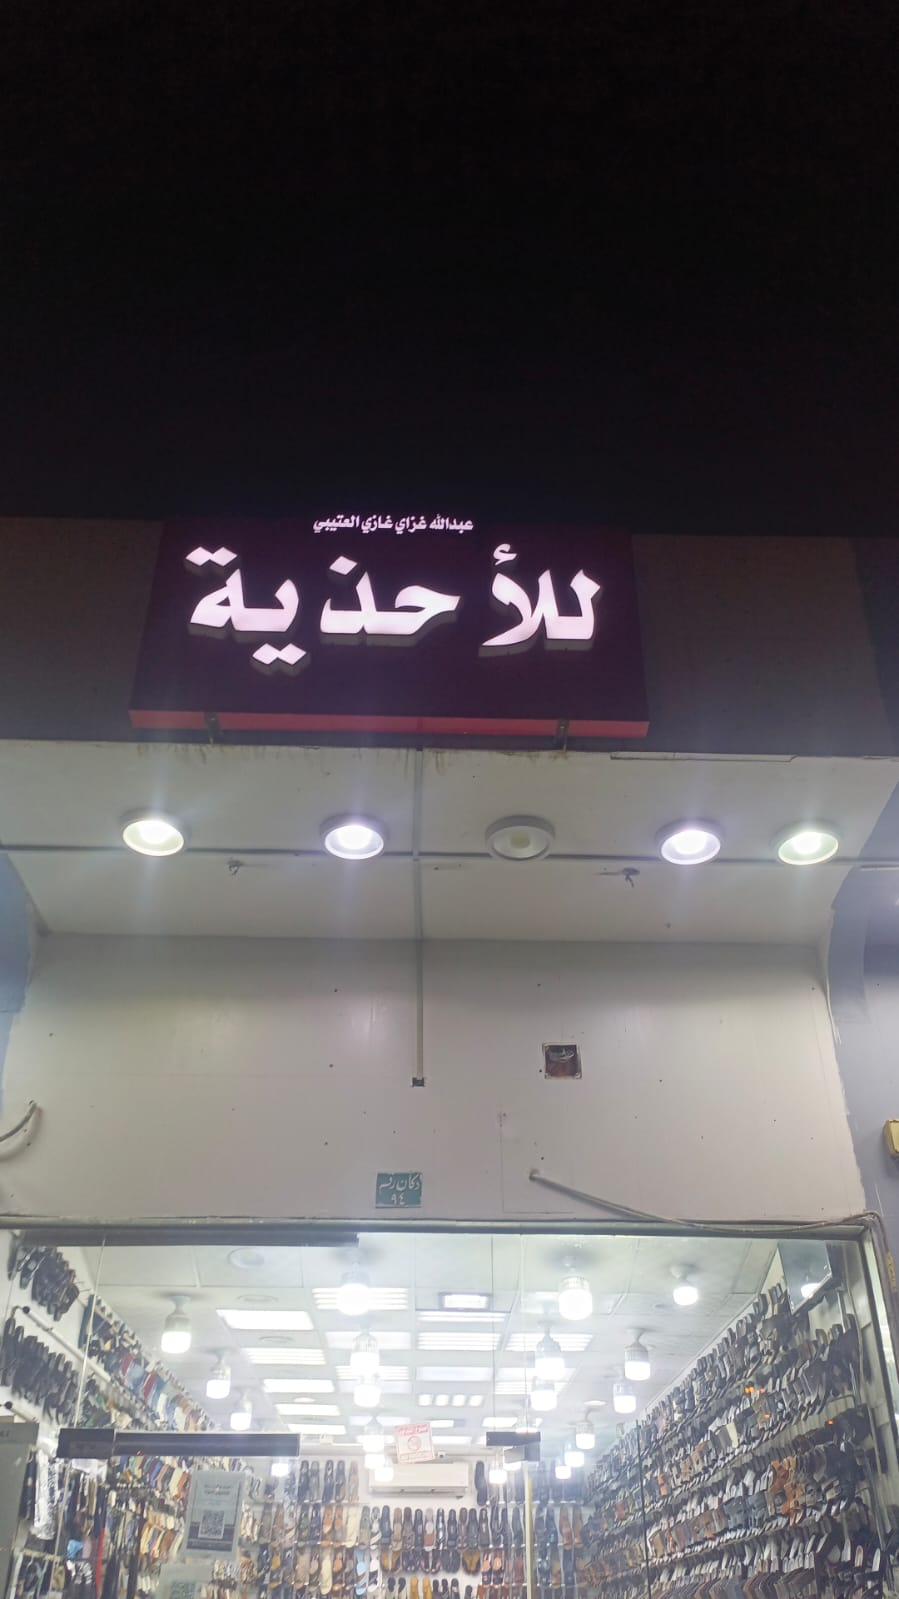 عبدالله غزاي غازي العتيبي
للأحذية
دكان رقم
٩٤